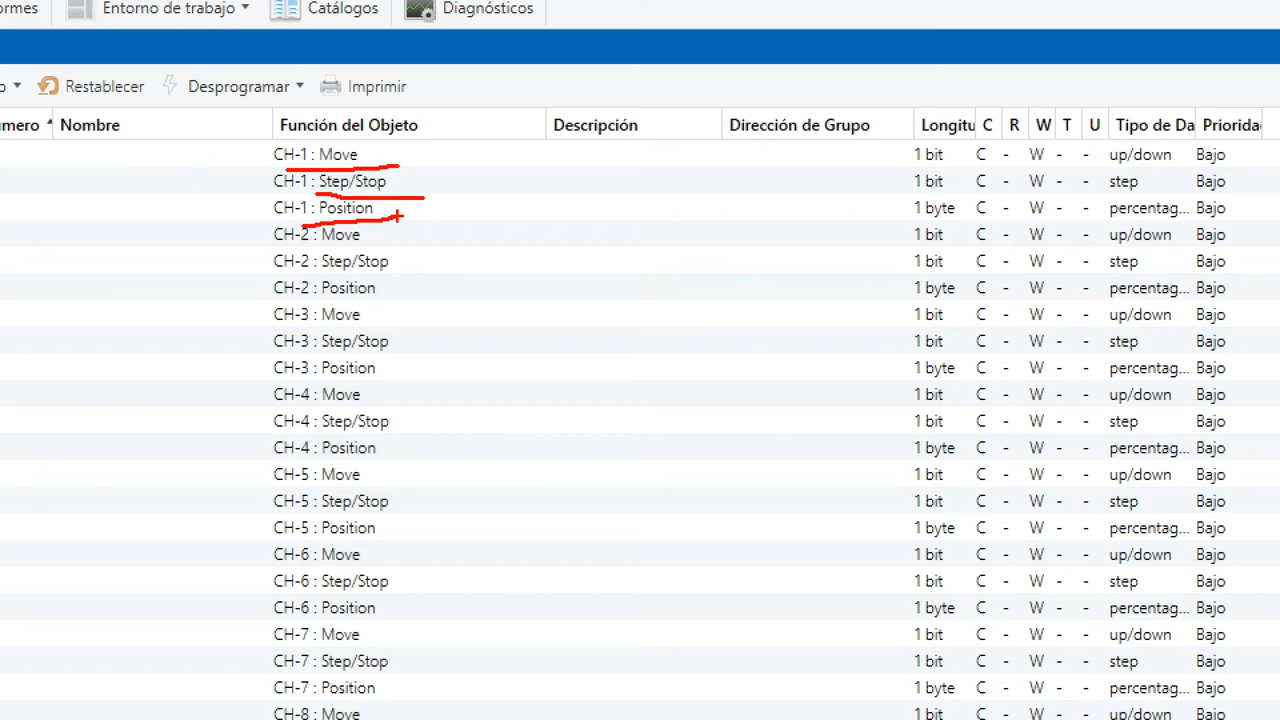 ormes Entorno de trabajo Catálogos Diagnósticos
o Restablecer Desprogramar Imprimir
úmero Nombre Función del Objeto Descripción Dirección de Grupo Longitu C R W T U Tipo de Da Priorida
CH-1 : Move 1 bit C - W - - up/down Bajo
CH-1 : Step/Stop 1 bit C - W - - step Bajo
CH-1 : Position 1 byte C - W - - percentag... Bajo
CH-2 : Move 1 bit C - W - - up/down Bajo
CH-2 : Step/Stop 1 bit C - W - - step Bajo
CH-2 : Position 1 byte C - W - - percentag... Bajo
CH-3 : Move 1 bit C - W - - up/down Bajo
CH-3 : Step/Stop 1 bit C - W - - step Bajo
CH-3 : Position 1 byte C - W - - percentag... Bajo
CH-4 : Move 1 bit C - W - - up/down Bajo
CH-4 : Step/Stop 1 bit C - W - - step Bajo
CH-4 : Position 1 byte C - W - - percentag... Bajo
CH-5 : Move 1 bit C - W - - up/down Bajo
CH-5 : Step/Stop 1 bit C - W - - step Bajo
CH-5 : Position 1 byte C - W - - percentag... Bajo
CH-6 : Move 1 bit C - W - - up/down Bajo
CH-6 : Step/Stop 1 bit C - W - - step Bajo
CH-6 : Position 1 byte C - W - - percentag... Bajo
CH-7 : Move 1 bit C - W - - up/down Bajo
CH-7 : Step/Stop 1 bit C - W - - step Bajo
CH-7 : Position 1 byte C - W - - percentag... Bajo
CH-8 : Move 1 bit C - W - - up/down Bajo